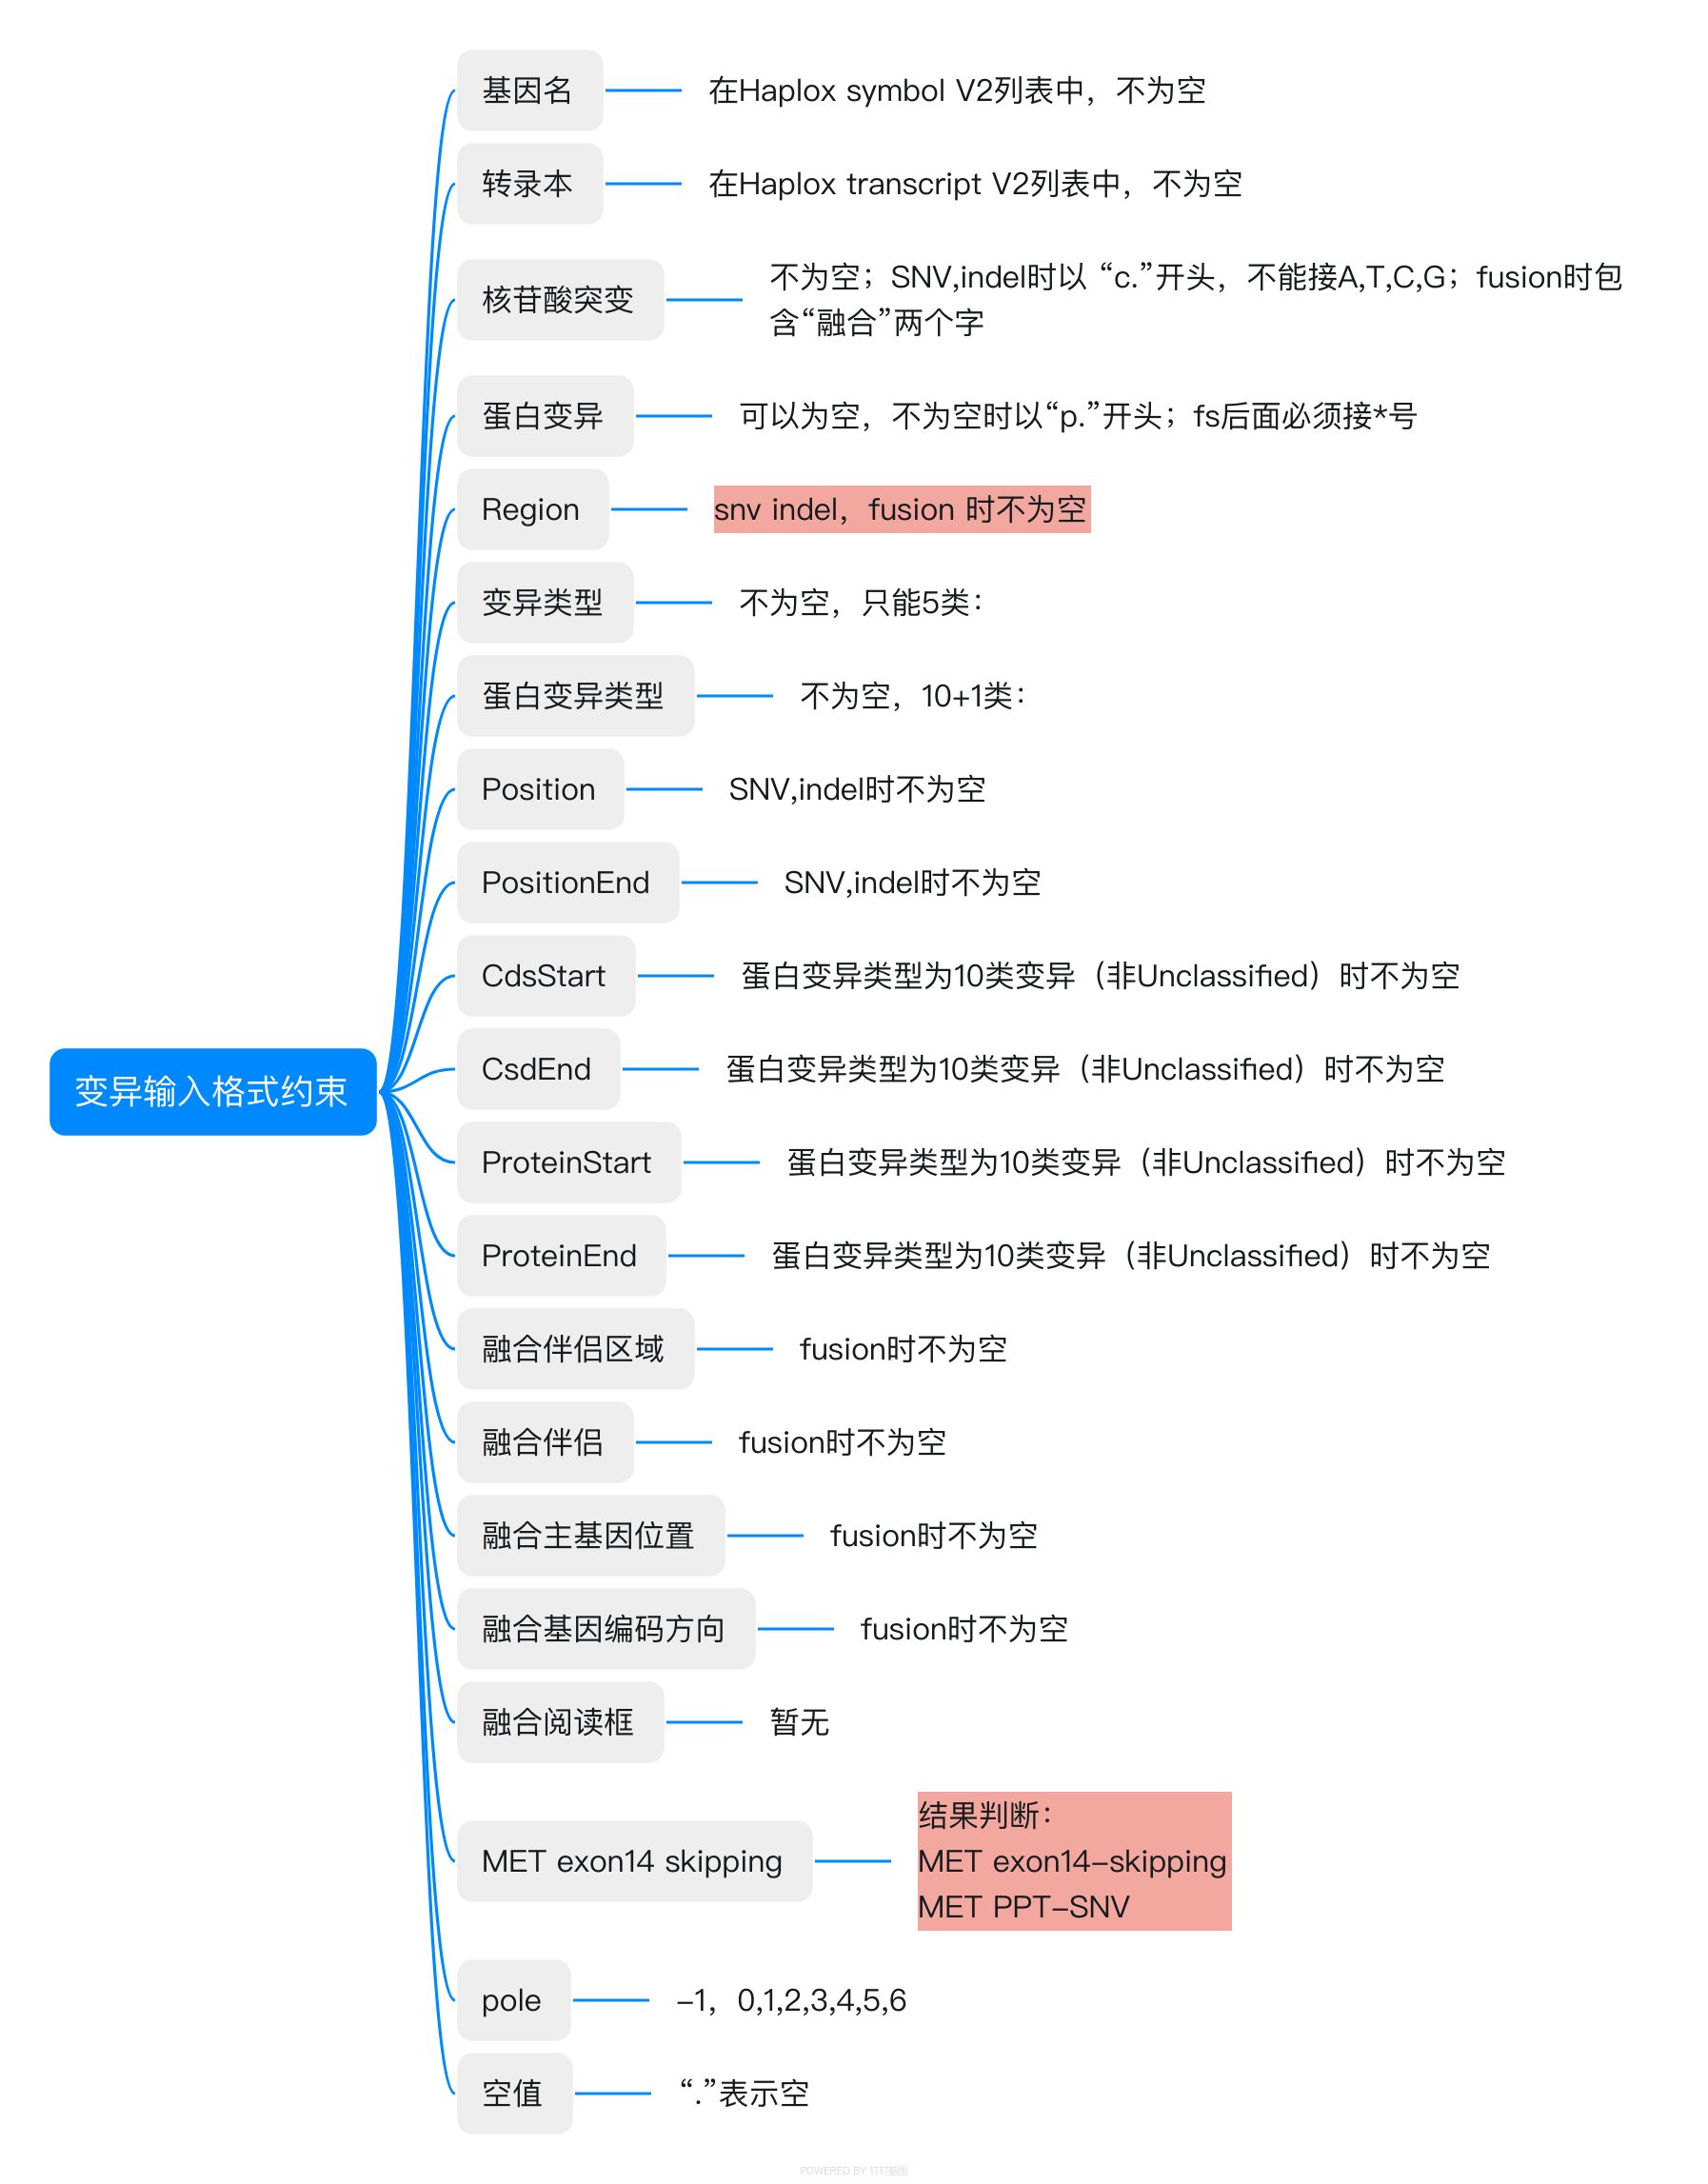 基因名
在Haplox symbol V2列表中，不为空
转录本
在Haplox transcript V2列表中，不为空
核苷酸突变
不为空；SNV,indel时以 “c.”开头，不能接A,T,C,G；fusion时包
含“融合”两个字
蛋白变异
可以为空，不为空时以“p.”开头；fs后面必须接*号
Region
snv indel，fusion 时不为空
变异类型
不为空，只能5类：
蛋白变异类型
不为空，10+1类：
Position
SNV,indel时不为空
PositionEnd
SNV,indel时不为空
CdsStart
蛋白变异类型为10类变异（非Unclassified）时不为空
变异输入格式约束
CsdEnd
蛋白变异类型为10类变异（非Unclassified）时不为空
ProteinStart
蛋白变异类型为10类变异（非Unclassified）时不为空
ProteinEnd
蛋白变异类型为10类变异（非Unclassified）时不为空
融合伴侣区域
fusion时不为空
融合伴侣
fusion时不为空
融合主基因位置
fusion时不为空
融合基因编码方向
fusion时不为空
融合阅读框
暂无
MET exon14 skipping
结果判断：
MET exon14-skipping
MET PPT-SNV
pole
-1，0,1,2,3,4,5,6
空值
“.”表示空
POWERED BY 钉钉脑图